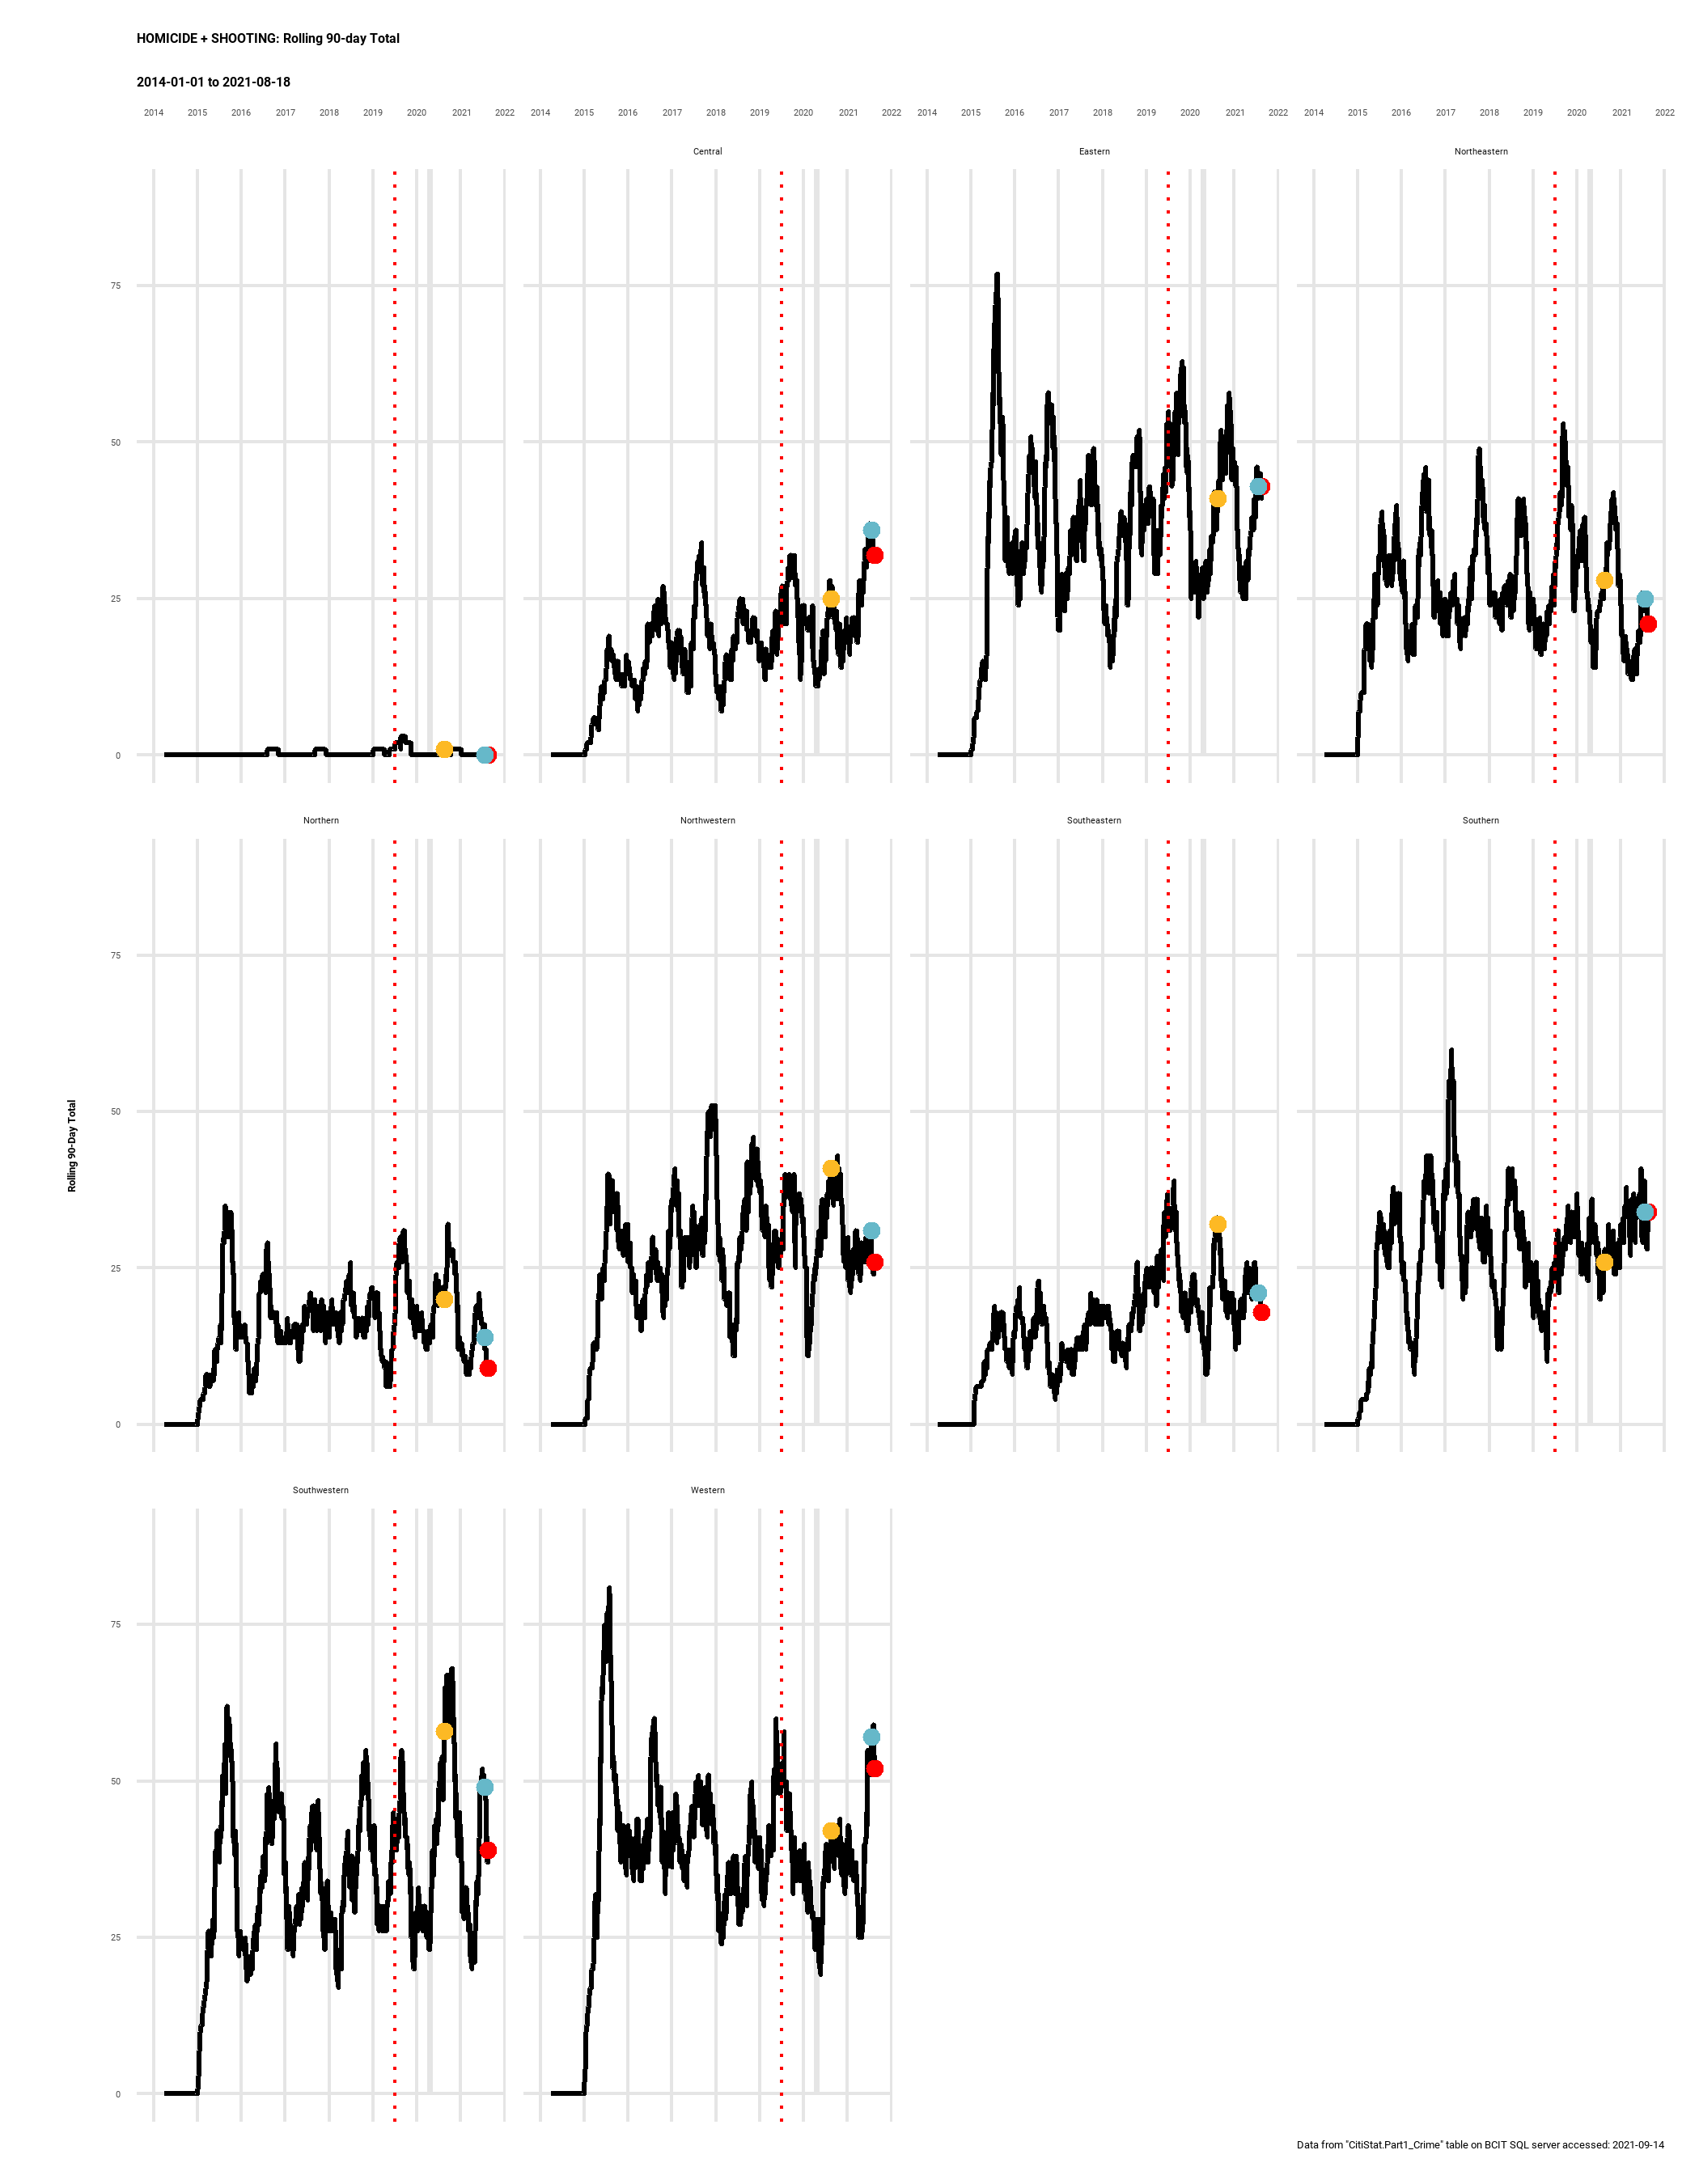 HOMICIDE + SHOOTING: Rolling 90-day Total
2014-01-01 to 2021-08-18
2014 2015 2016 2017 2018 2019 2020 2021 2022 2014 2015 2016 2017 2018 2019 2020 2021 2022 2014 2015 2016 2017 2018 2019 2020 2021 2022 2014 2015 2016 2017 2018 2019 2020 2021 2022
Central Eastern Northeastern
75
50
25
0
Northern Northwestern Southeastern Southern
75
50
25
0
Rolling 90-Day Total
Southwestern Western
75
50
25
0
Data from "CitiStat.Part1_Crime" table on BCIT SQL server accessed: 2021-09-14